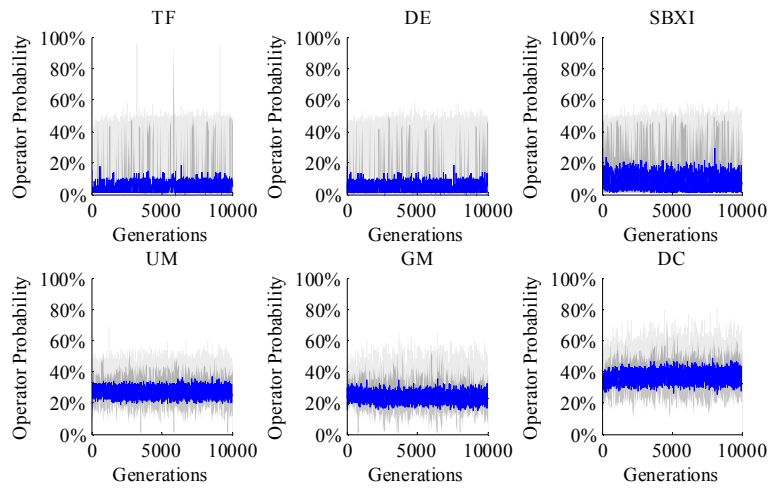 TF DE SBXI
100% 100% 100%
80% 80% 80%
60% 60% 60%
40% 40% 40%
20% 20% 20%
0% 0% 0%
Operator Probability Operator Probability Operator Probability
0 5000 10000 0 5000 10000 0 5000 10000
Generations Generations Generations
UM GM DC
100% 100% 100%
80% 80% 80%
60% 60% 60%
40% 40% 40%
20% 20% 20%
0% 0% 0%
Operator Probability Operator Probability Operator Probability
0 5000 10000 0 5000 10000 0 5000 10000
Generations Generations Generations